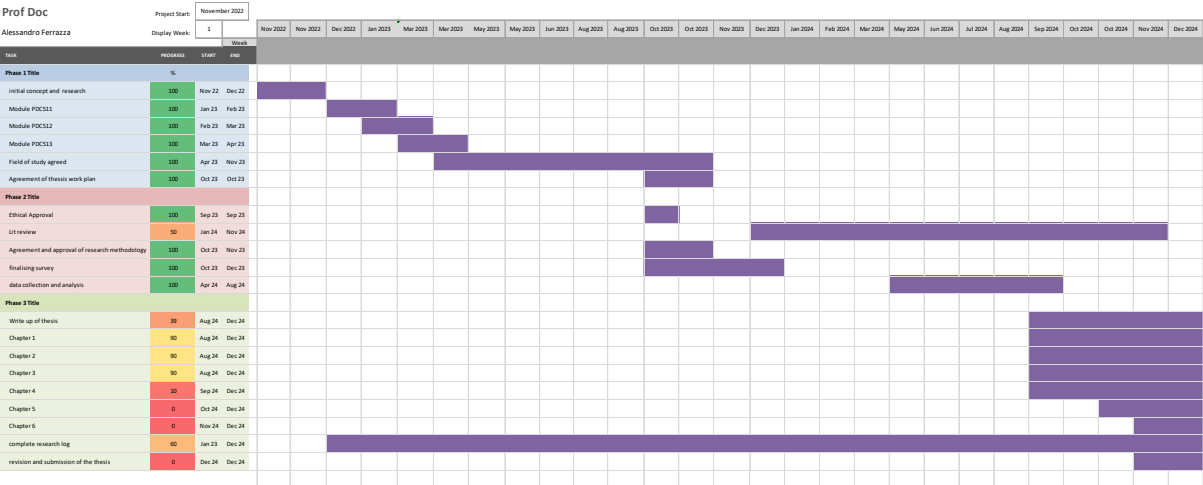 Prof Doc
Project Start: November 2022
Alessandro Ferrazza
Display Week: 1
Nov 2022 Nov 2022 Dec 2022 Jan 2023 Mar 2023 Mar 2023 May 2023 May 2023 Jun 2023 Aug 2023 Aug 2023 Oct 2023 Oct 2023 Nov 2023 Dec 2023 Jan 2024 Feb 2024 Mar 2024 Apr 2024 May 2024 Jul 2024 Aug 2024 Sep 2024 Oct 2024 Oct 2024 Nov 2024 Dec 2024
Week
TASK PROGRESS START END
Phase 1 Title %
initial concept and research 100 Nov 22 Dec 22
Module PDCS11 100 Jan 23 Feb 23
Module PDCS12 100 Feb 23 Mar 23
Module PDCS13 100 Mar 23 Apr 23
Field of study agreed 100 Apr 23 Nov 23
Agreement of thessis work plan 100 Oct 23 Oct 23
Phase 2 Title
Ethical Approval 100 Sep 23 Sep 23
Lit review 50 Jan 24 Nov 24
Agreement and approval of research methodology 100 Oct 23 Nov 23
finalising survey 100 Oct 23 Dec 23
data collection and analysis 100 Apr 24 Aug 24
Phase 3 Title
Write up of thesis 39 Aug 24 Dec 24
Chapter 1 90 Aug 24 Dec 24
Chapter 2 90 Aug 24 Dec 24
Chapter 3 90 Aug 24 Dec 24
Chapter 4 10 Sep 24 Dec 24
Chapter 5 0 Oct 24 Dec 24
Chapter 6 0 Nov 24 Dec 24
complete research log 60 Jan 23 Dec 24
revision and submission of the thesis 0 Dec 24 Dec 24